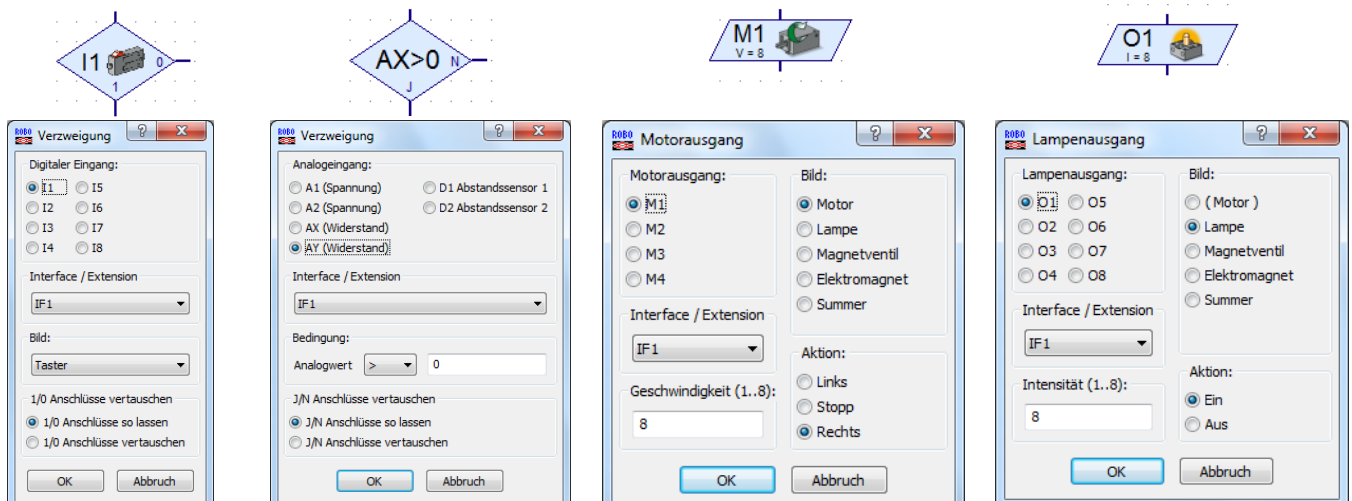 I1
0
1
AX>0
N
J
M1
V = 8
O1
I = 8
ROBO Verzweigung
Digitaler Eingang:
I1 I5
I2 I6
I3 I7
I4 I8
Interface / Extension
IF1
Bild:
Taster
1/0 Anschlüsse vertauschen
1/0 Anschlüsse so lassen
1/0 Anschlüsse vertauschen
OK Abbruch
ROBO Verzweigung
Analogeingang:
A1 (Spannung) D1 Abstandssensor 1
A2 (Spannung) D2 Abstandssensor 2
AX (Widerstand)
AY (Widerstand)
Interface / Extension
IF1
Bedingung:
Analogwert > 0
J/N Anschlüsse vertauschen
J/N Anschlüsse so lassen
J/N Anschlüsse vertauschen
OK Abbruch
ROBO Motorausgang
Motorausgang:
M1
M2
M3
M4
Interface / Extension
IF1
Geschwindigkeit (1..8):
8
Bild:
Motor
Lampe
Magnetventil
Elektromagnet
Summer
Aktion:
Links
Stopp
Rechts
OK Abbruch
ROBO Lampenausgang
Lampenausgang:
O1 O5
O2 O6
O3 O7
O4 O8
Interface / Extension
IF1
Intensität (1..8):
8
Bild:
( Motor )
Lampe
Magnetventil
Elektromagnet
Summer
Aktion:
Ein
Aus
OK Abbruch